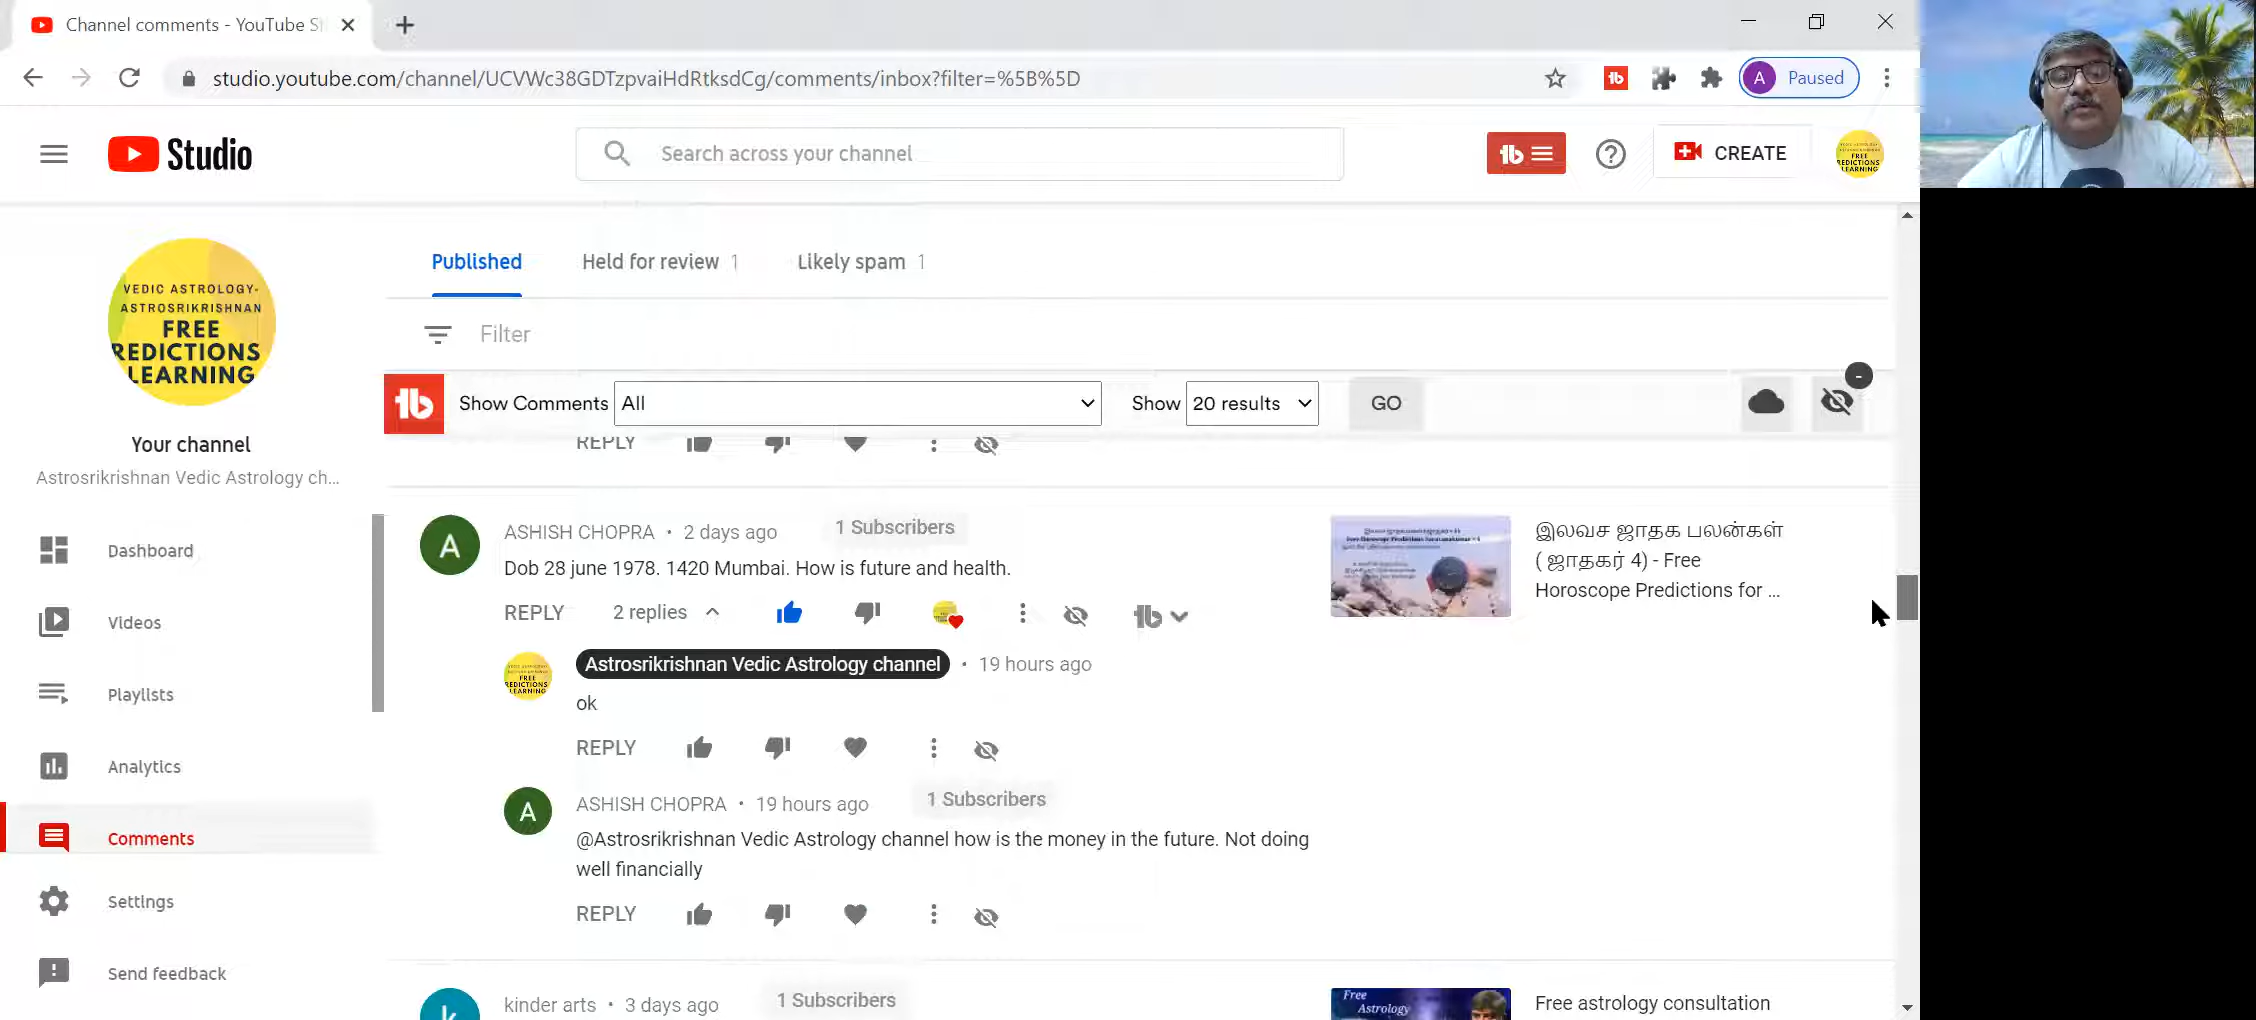 Channel comments - YouTube St
studio.youtube.com/channel/UCVWc38GDTzpvaiHdRtksdCg/comments/inbox?filter=%5B%5D
A Paused
Studio
Search across your channel
CREATE
VEDIC ASTROLOGY-
ASTROSRIKRISHNAN
FREE
REDICTIONS
LEARNING
Your channel
Astrosrikrishnan Vedic Astrology ch...
Dashboard
Videos
Playlists
Analytics
Comments
Settings
Send feedback
Published
Held for review 1
Likely spam 1
Filter
Show Comments All
Show 20 results
GO
REPLY
A
ASHISH CHOPRA • 2 days ago
1 Subscribers
Dob 28 june 1978. 1420 Mumbai. How is future and health.
REPLY 2 replies
Astrosrikrishnan Vedic Astrology channel • 19 hours ago
ok
REPLY
A
ASHISH CHOPRA • 19 hours ago
1 Subscribers
@Astrosrikrishnan Vedic Astrology channel how is the money in the future. Not doing
well financially
REPLY
k
kinder arts • 3 days ago
1 Subscribers
இலவச ஜாதக பலன்கள்
( ஜாதகர் 4) - Free
Horoscope Predictions for ...
Free
Astrology
Free astrology consultation